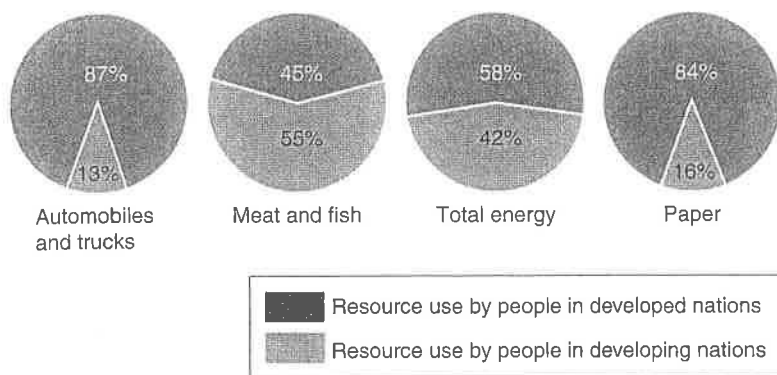 87%
13%
Automobiles
and trucks
45%
55%
Meat and fish
58%
42%
Total energy
84%
16%
Paper
Resource use by people in developed nations
Resource use by people in developing nations